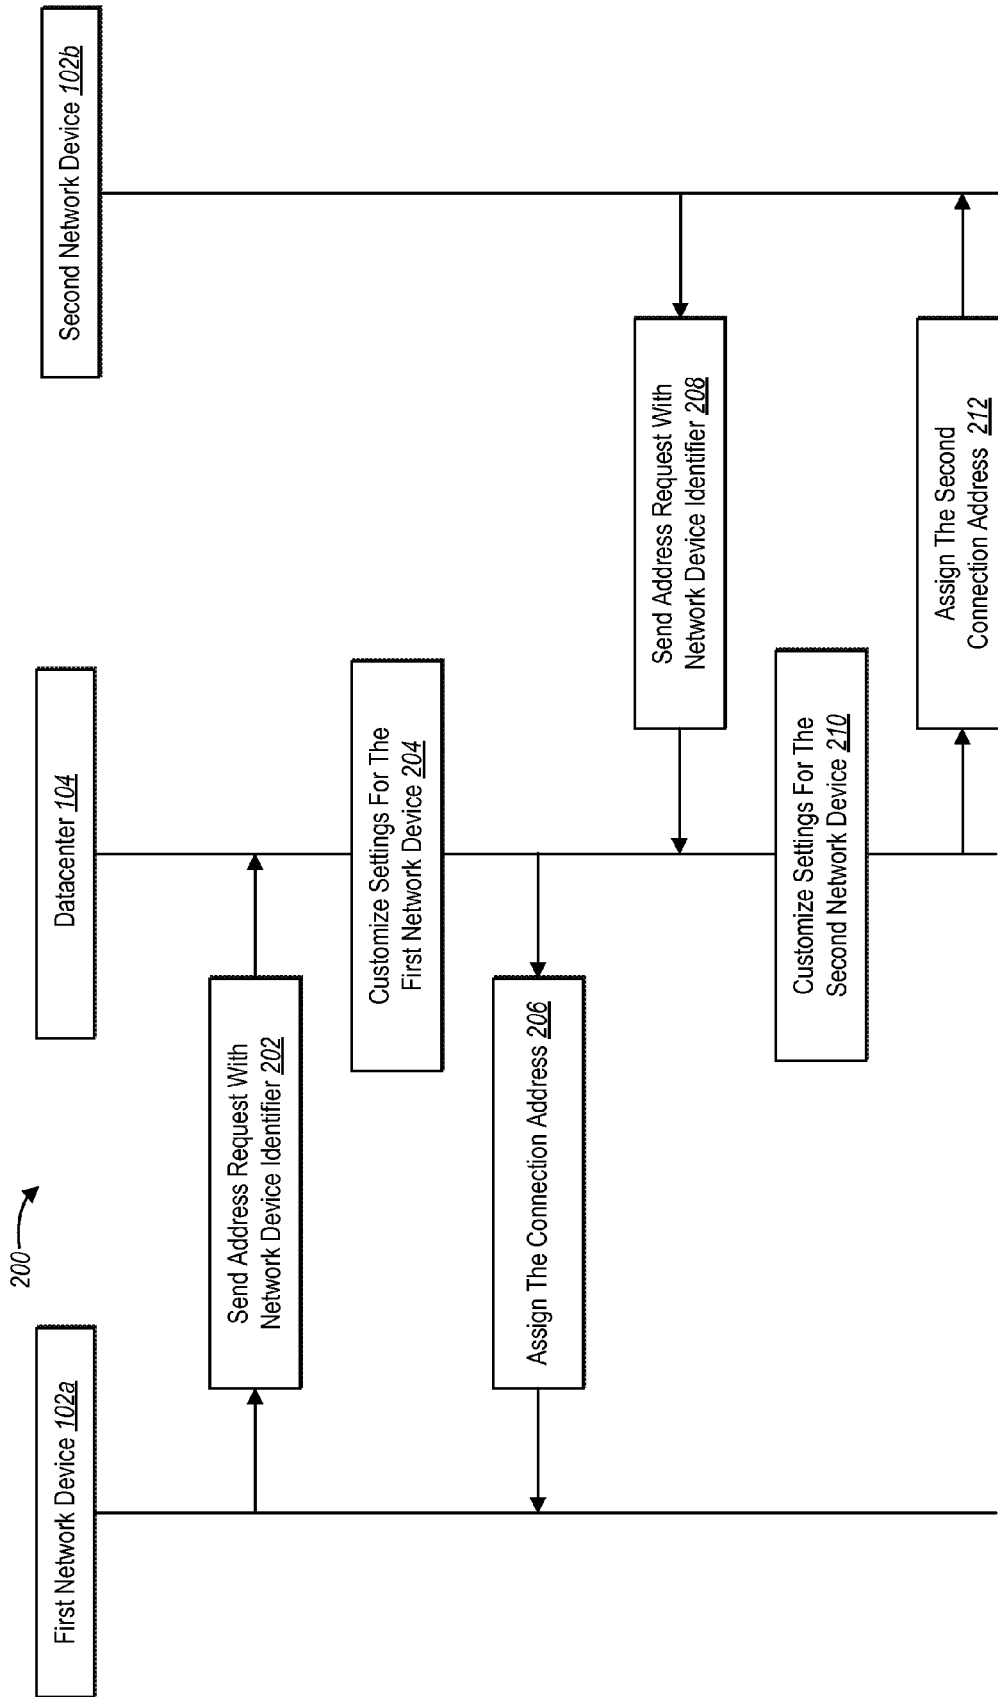 200
First Network Device 102a
Datacenter 104
Second Network Device 102b
Send Address Request With
Network Device Identifier 202
Customize Settings For The
First Network Device 204
Assign The Connection Address 206
Send Address Request With
Network Device Identifier 208
Customize Settings For The
Second Network Device 210
Assign The Second
Connection Address 212